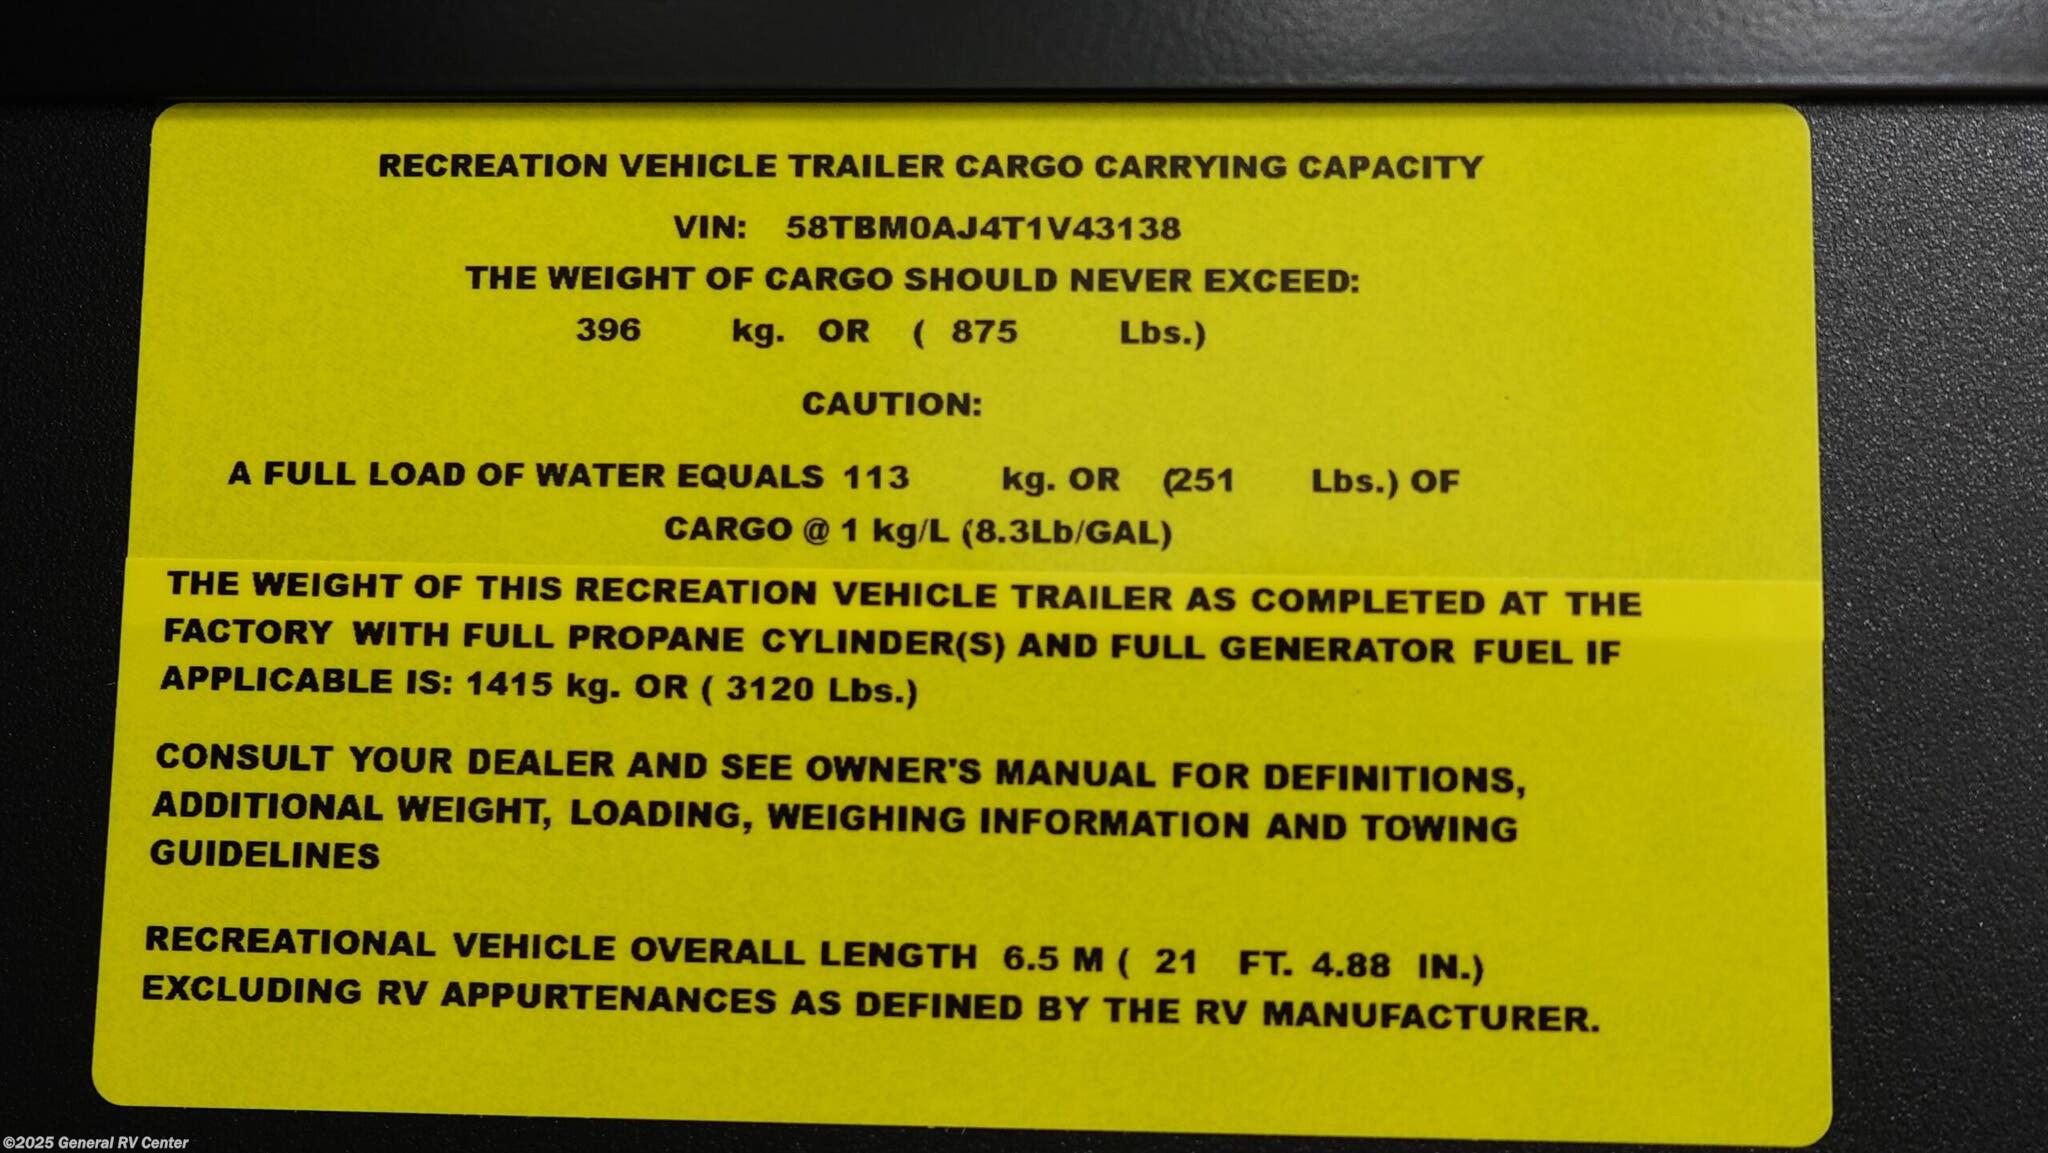 RECREATION VEHICLE TRAILER CARGO CARRYING CAPACITY
VIN: 58TBM0AJ4T1V43138
THE WEIGHT OF CARGO SHOULD NEVER EXCEED:
396 kg. OR ( 875 Lbs.)
CAUTION:
A FULL LOAD OF WATER EQUALS 113 kg. OR (251 Lbs.) OF
CARGO @ 1 kg/L (8.3Lb/GAL)
THE WEIGHT OF THIS RECREATION VEHICLE TRAILER AS COMPLETED AT THE
FACTORY WITH FULL PROPANE CYLINDER(S) AND FULL GENERATOR FUEL IF
APPLICABLE IS: 1415 kg. OR ( 3120 Lbs.)
CONSULT YOUR DEALER AND SEE OWNER'S MANUAL FOR DEFINITIONS,
ADDITIONAL WEIGHT, LOADING, WEIGHING INFORMATION AND TOWING
GUIDELINES
RECREATIONAL VEHICLE OVERALL LENGTH 6.5 M ( 21 FT. 4.88 IN.)
EXCLUDING RV APPURTENANCES AS DEFINED BY THE RV MANUFACTURER.
©2025 General RV Center